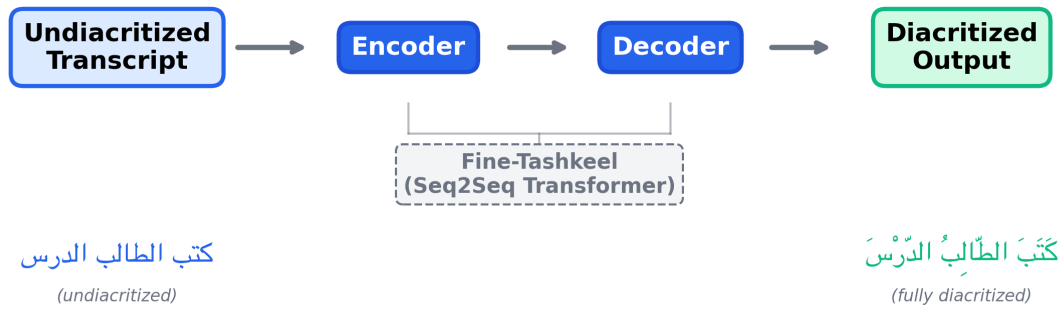 Undiacritized
Transcript
Encoder
Decoder
Diacritized
Output
Fine-Tashkeel
(Seq2Seq Transformer)
كتب الطالب الدرس
كَتَبَ الطّالِبُ الدّرْسَ
(undiacritized)
(fully diacritized)